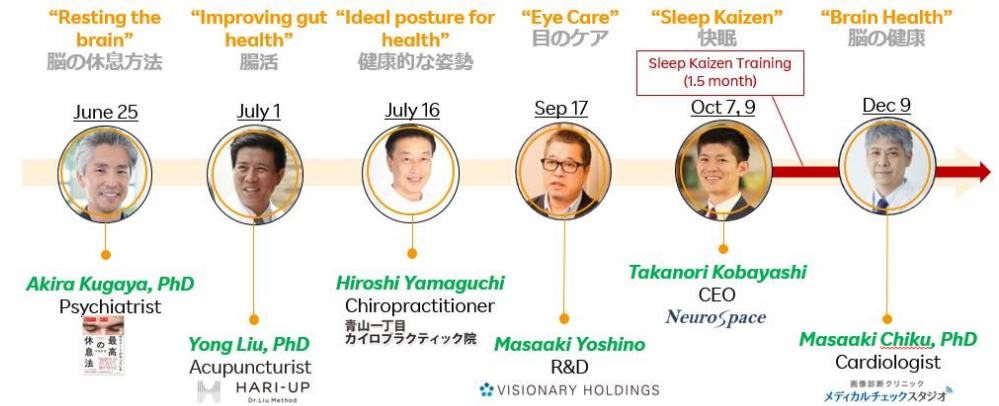 “Resting the
brain”
脳の休息方法
“Improving gut
health”
腸活
“Ideal posture for
health”
健康的な姿勢
“Eye Care”
目のケア
“Sleep Kaizen”
快眠
“Brain Health”
脳の健康
Sleep Kaizen Training
(1.5 month)
June 25
July 1
July 16
Sep 17
Oct 7, 9
Dec 9
Akira Kugaya, PhD
Psychiatrist
最高の
休息法
Yong Liu, PhD
Acupuncturist
HARI-UP
Dr.Liu Method
Hiroshi Yamaguchi
Chiropractitioner
青山一丁目
カイロプラクティック院
Masaaki Yoshino
R&D
VISIONARY HOLDINGS
Takanori Kobayashi
CEO
NeuroSpace
Masaaki Chiku, PhD
Cardiologist
画像診断クリニック
メディカルチェックスタジオ